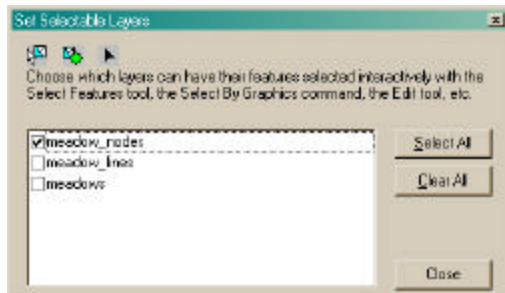 Set Selectable Layers
Choose which layers can have their features selected interactively with the
Select Features tool, the Select By Graphics command, the Edit tool, etc.
meadow_nodes
meadow_lines
meadows
Select All
Clear All
Close